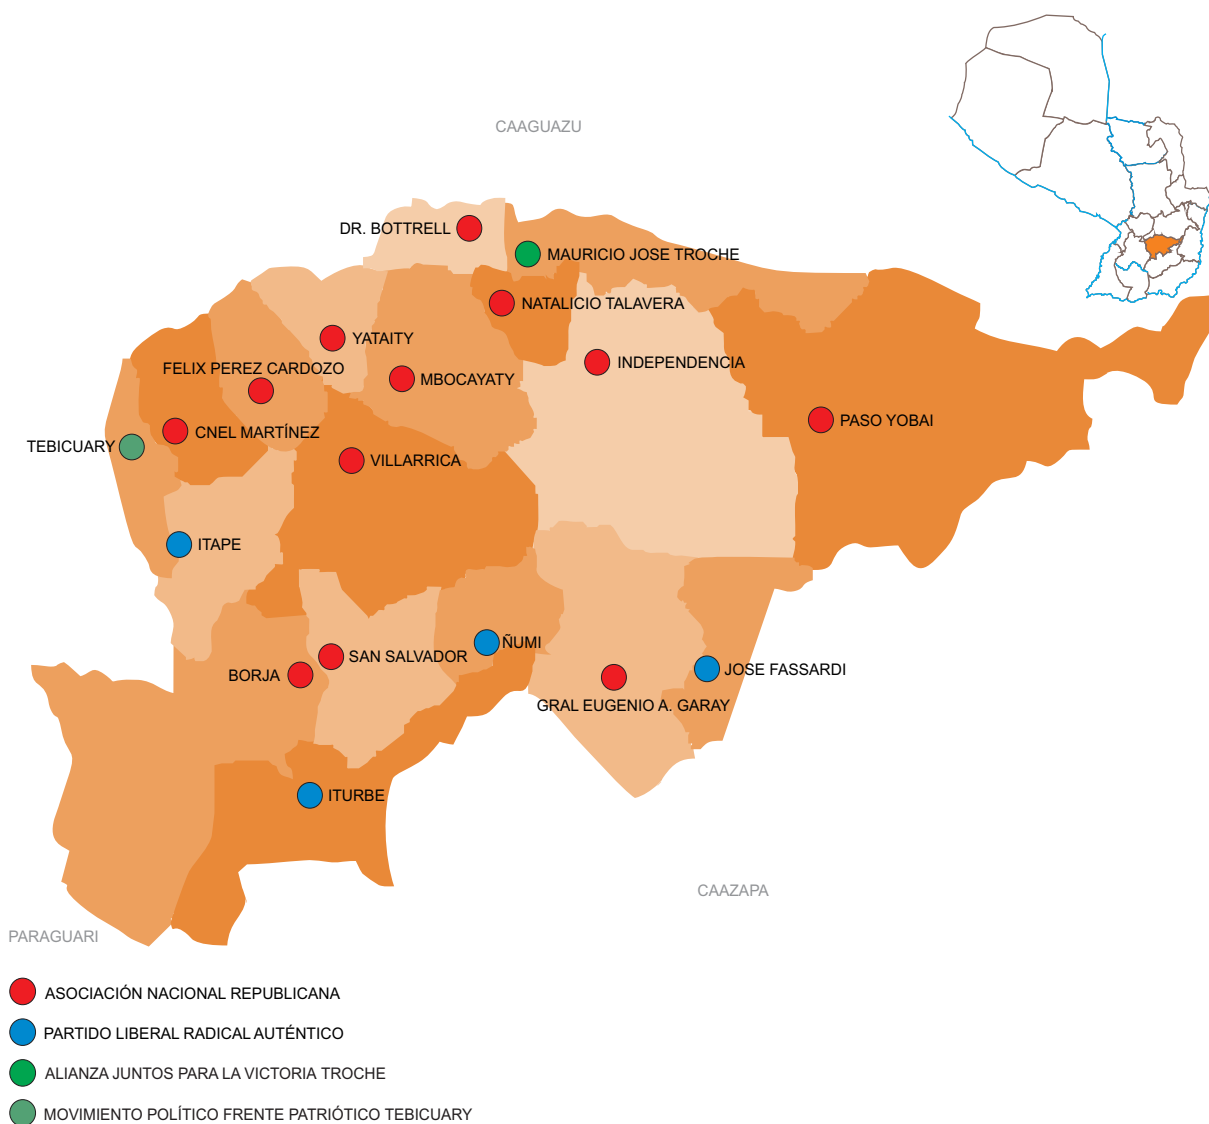 CAAGUAZU
DR. BOTTRELL
MAURICIO JOSE TROCHE
NATALICIO TALAVERA
YATAITY
INDEPENDENCIA
FELIX PEREZ CARDOZO
MBOCAYATY
PASO YOBAI
CNEL MARTÍNEZ
TEBICUARY
VILLARRICA
ITAPE
ÑUMI
SAN SALVADOR
JOSE FASSARDI
BORJA
GRAL EUGENIO A. GARAY
ITURBE
CAAZAPA
PARAGUARI
ASOCIACIÓN NACIONAL REPUBLICANA
PARTIDO LIBERAL RADICAL AUTÉNTICO
ALIANZA JUNTOS PARA LA VICTORIA TROCHE
MOVIMIENTO POLÍTICO FRENTE PATRIÓTICO TEBICUARY